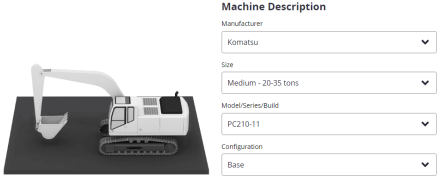 Machine Description
Manufacturer
Komatsu
Size
Medium - 20-35 tons
Model/Series/Build
PC210-11
Configuration
Base